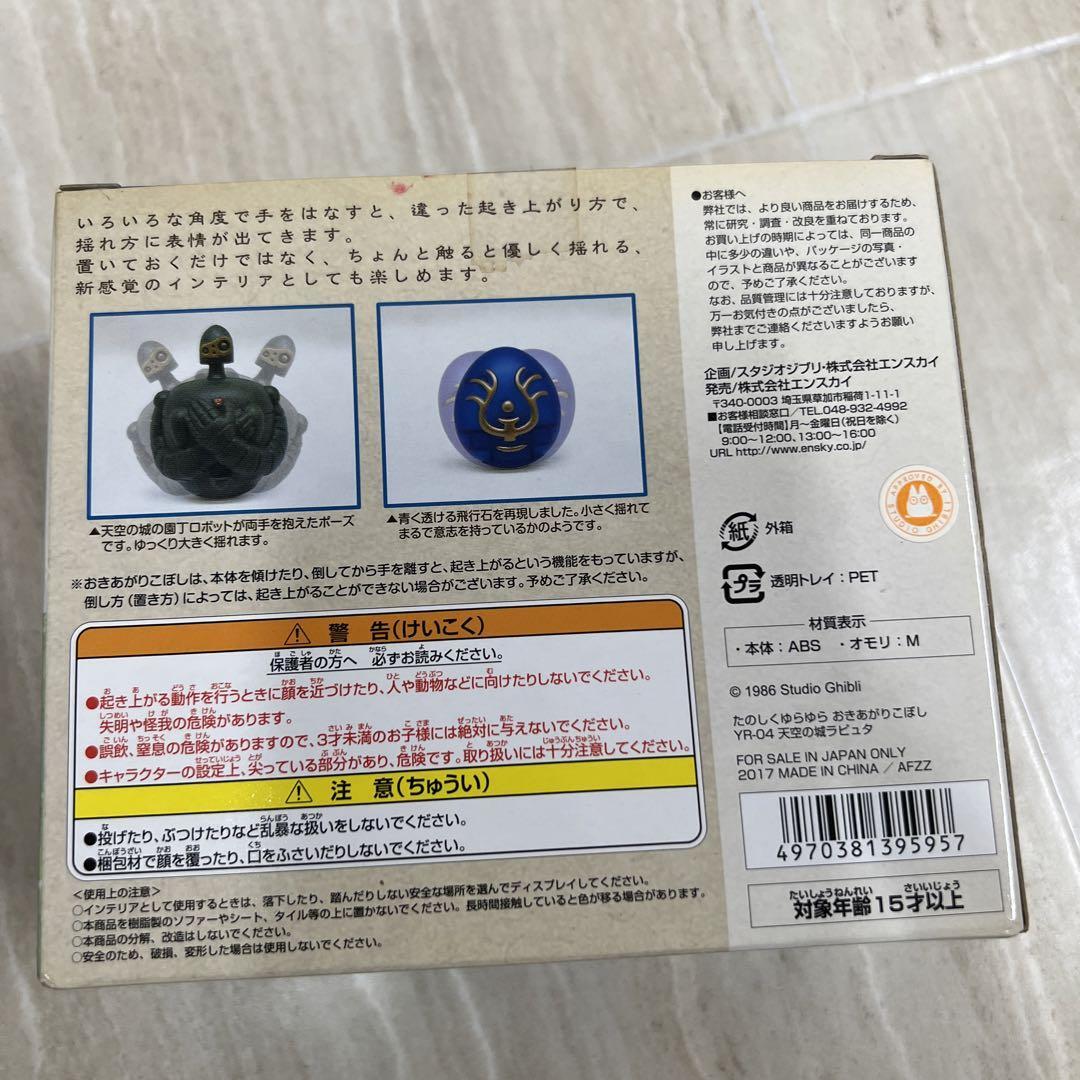 いろいろな角度で手をはなすと、違った起き上がり方で、
揺れ方に表情が出てきます。
置いておくだけではなく、ちょんと触ると優しく揺れる、
新感覚のインテリアとしても楽しめます。
▲天空の城の園丁ロボットが両手を抱えたポーズ
です。ゆっくり大きく揺れます。
▲青く透ける飛行石を再現しました。小さく揺れて
まるで意志を持っているかのようです。
※おきあがりこぼしは、本体を傾けたり、倒してから手を離すと、起き上がるという機能をもっていますが、
倒し方(置き方)によっては、起き上がることができない場合がございます。予めご了承ください。
⚠ 警 告(けいこく)
保護者の方へ 必ずお読みください。
●起き上がる動作を行うときに顔を近づけたり、人や動物などに向けたりしないでください。
失明や怪我の危険があります。
●誤飲、窒息の危険がありますので、3才未満のお子様には絶対に与えないでください。
●キャラクターの設定上、尖っている部分があり、危険です。取り扱いには十分注意してください。
⚠ 注 意(ちゅうい)
●投げたり、ぶつけたりなど乱暴な扱いをしないでください。
●梱包材で顔を覆ったり、口をふさいだりしないでください。
<使用上の注意>
○インテリアとして使用するときは、落下したり、踏んだりしない安全な場所を選んでディスプレイしてください。
○本商品を樹脂製のソファーやシート、タイル等の上に置かないでください。長時間接触していると色が移る場合があります。
○本商品の分解、改造はしないでください。
○安全のため、破損、変形した場合は使用しないでください。
●お客様へ
弊社では、より良い商品をお届けするため、
常に研究・調査・改良を重ねております。
お買い上げの時期によっては、同一商品の
中に多少の違いや、パッケージの写真・
イラストと商品が異なることがございます
ので、予めご了承ください。
なお、品質管理には十分注意しておりますが、
万一お気付きの点がございましたら、
弊社までご連絡くださいますようお願い
申し上げます。
企画/スタジオジブリ・株式会社エンスカイ
発売/株式会社エンスカイ
〒340-0003 埼玉県草加市稲荷1-11-1
■お客様相談窓口/TEL.048-932-4992
【電話受付時間】月〜金曜日(祝日を除く)
9:00〜12:00、13:00〜16:00
URL http://www.ensky.co.jp/
APPROVED BY STUDIO GHIBLI
紙 外箱
プラ 透明トレイ：PET
材質表示
・本体：ABS ・オモリ：M
© 1986 Studio Ghibli
たのしくゆらゆら おきあがりこぼし
YR-04 天空の城ラピュタ
FOR SALE IN JAPAN ONLY
2017 MADE IN CHINA / AFZZ
4970381395957
対象年齢15才以上